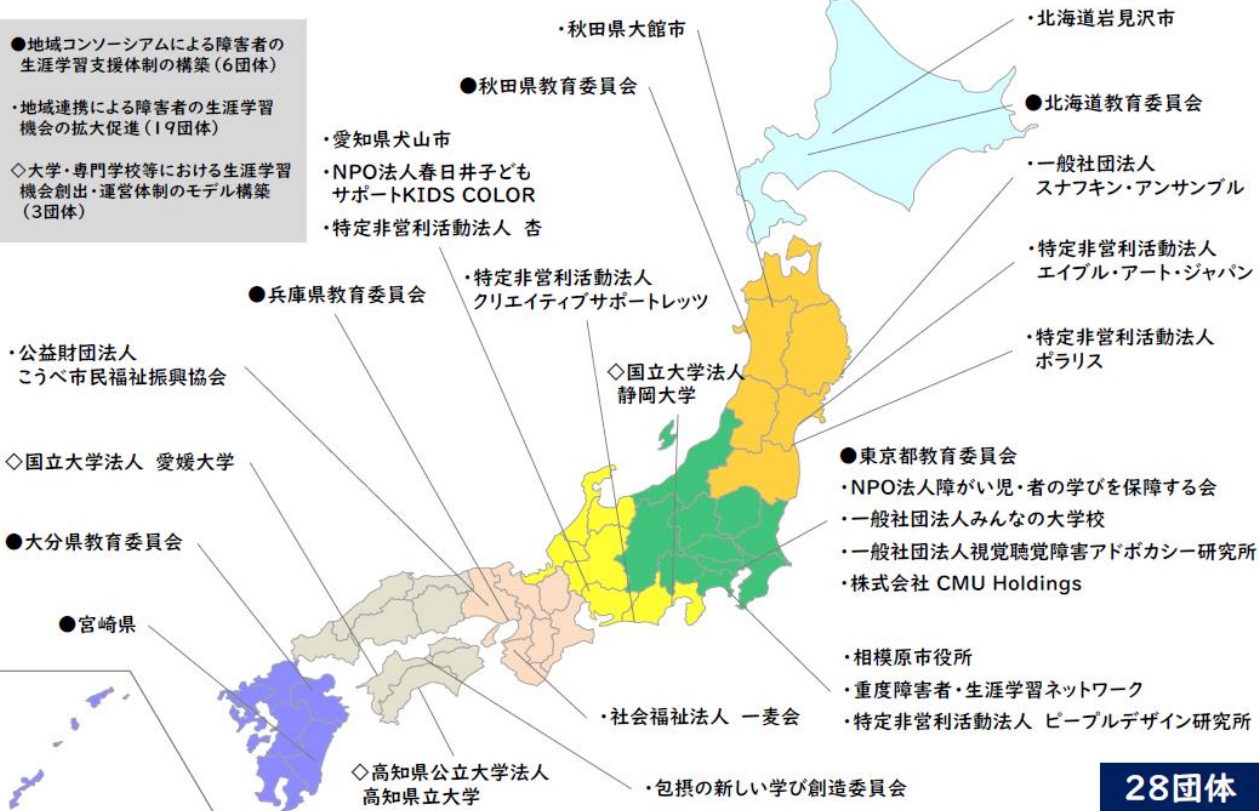 ●地域コンソーシアムによる障害者の
生涯学習支援体制の構築(6団体)
・地域連携による障害者の生涯学習
機会の拡大促進(19団体)
◇大学・専門学校等における生涯学習
機会創出・運営体制のモデル構築
(3団体)
・秋田県大館市
●秋田県教育委員会
・愛知県犬山市
・NPO法人春日井子ども
サポートKIDS COLOR
・特定非営利活動法人 杏
・特定非営利活動法人
クリエイティブサポートレッツ
●兵庫県教育委員会
・公益財団法人
こうべ市民福祉振興協会
◇国立大学法人
静岡大学
◇国立大学法人 愛媛大学
●大分県教育委員会
●宮崎県
・北海道岩見沢市
●北海道教育委員会
・一般社団法人
スナフキン・アンサンブル
・特定非営利活動法人
エイブル・アート・ジャパン
・特定非営利活動法人
ポラリス
●東京都教育委員会
・NPO法人障がい児・者の学びを保障する会
・一般社団法人みんなの大学校
・一般社団法人視覚聴覚障害アドボカシー研究所
・株式会社 CMU Holdings
・相模原市役所
・重度障害者・生涯学習ネットワーク
・特定非営利活動法人 ピープルデザイン研究所
・社会福祉法人 一麦会
◇高知県公立大学法人
高知県立大学
・包摂の新しい学び創造委員会
28団体